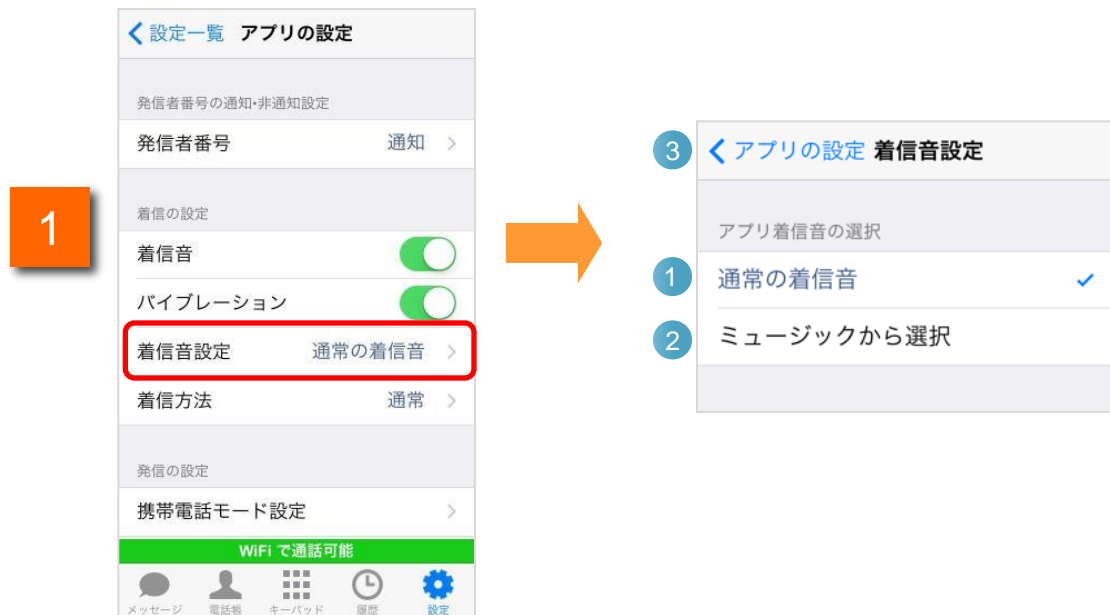 設定一覧 アプリの設定
発信者番号の通知・非通知設定
発信者番号 通知
着信の設定
1
着信音
バイブレーション
着信音設定 通常の着信音
着信方法 通常
発信の設定
携帯電話モード設定
WiFi で通話可能
メッセージ 電話帳 キーパッド 履歴 設定
3 アプリの設定 着信音設定
アプリ着信音の選択
1 通常の着信音
2 ミュージックから選択